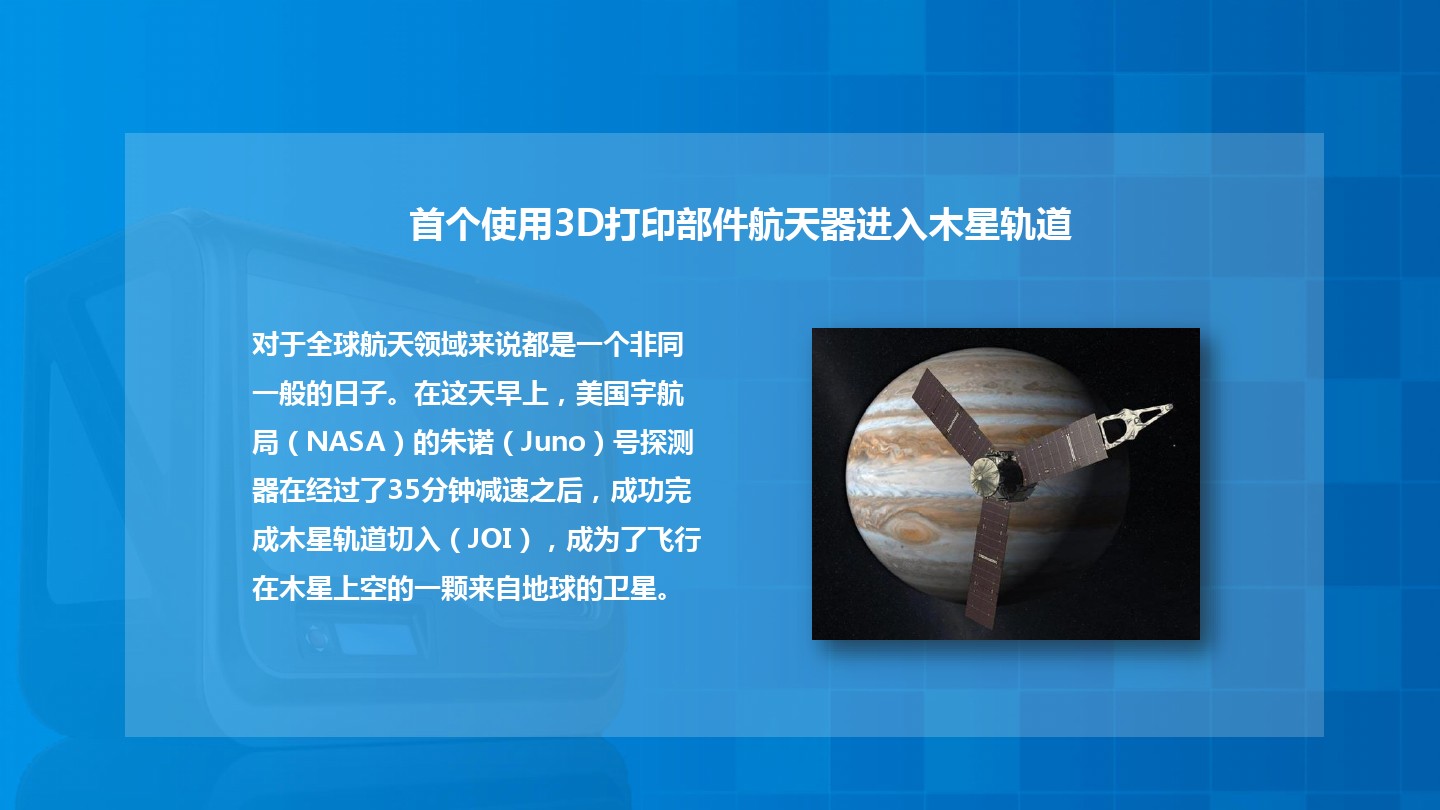 首个使用3D打印部件航天器进入木星轨道
对于全球航天领域来说都是一个非同
一般的日子。在这天早上，美国宇航
局（NASA）的朱诺（Juno）号探测
器在经过了35分钟减速之后，成功完
成木星轨道切入（JOI），成为了飞行
在木星上空的一颗来自地球的卫星。